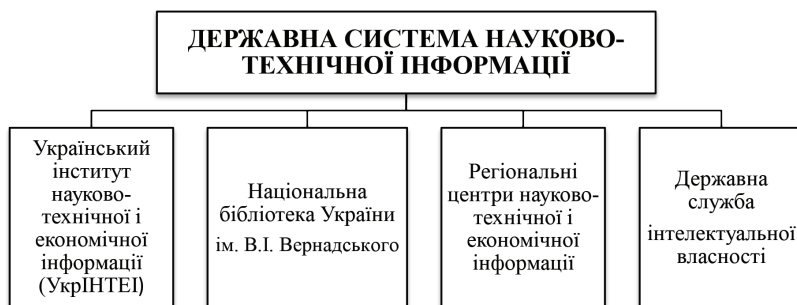 ДЕРЖАВНА СИСТЕМА НАУКОВО-
ТЕХНІЧНОЇ ІНФОРМАЦІЇ
Український
інститут
науково-
технічної і
економічної
інформації
(УкрІНТЕІ)
Національна
бібліотека України
ім. В.І. Вернадського
Регіональні
центри науково-
технічної і
економічної
інформації
Державна
служба
інтелектуальної
власності